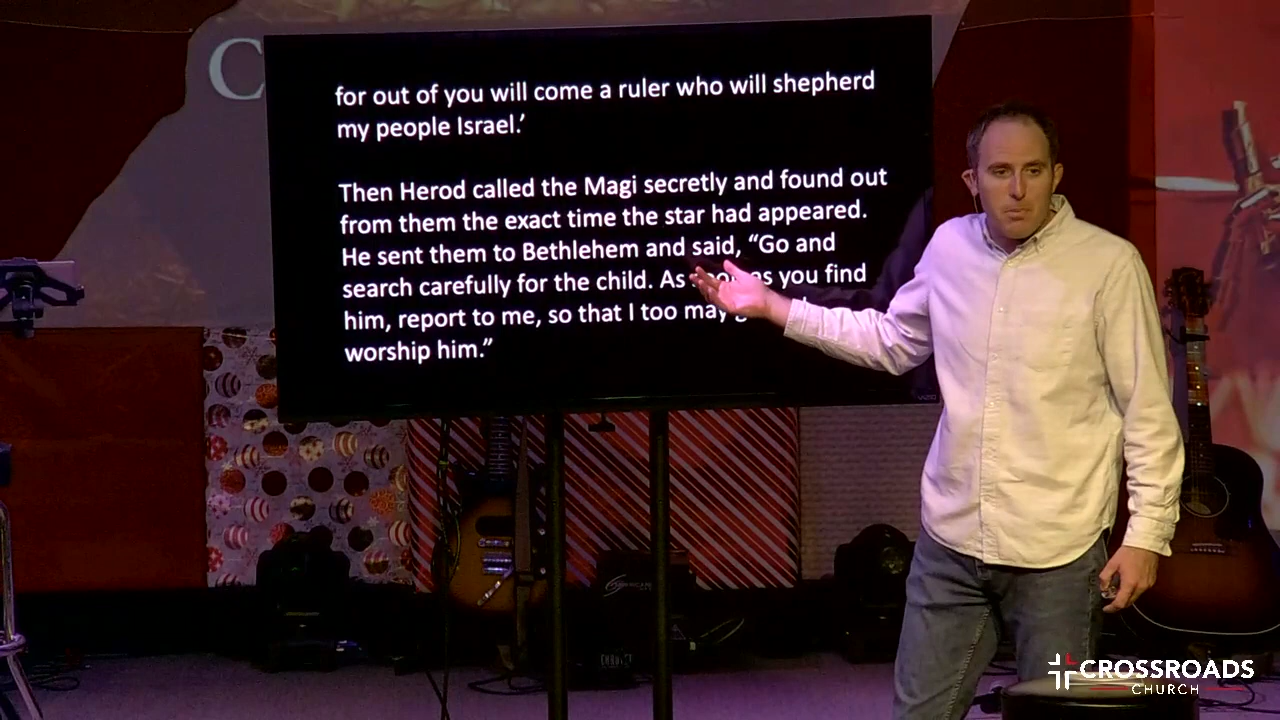 C
for out of you will come a ruler who will shepherd
my people Israel.’
Then Herod called the Magi secretly and found out
from them the exact time the star had appeared.
He sent them to Bethlehem and said, “Go and
search carefully for the child. As you find
him, report to me, so that I too may
worship him.”
VIZIO
CROSSROADS
CHURCH